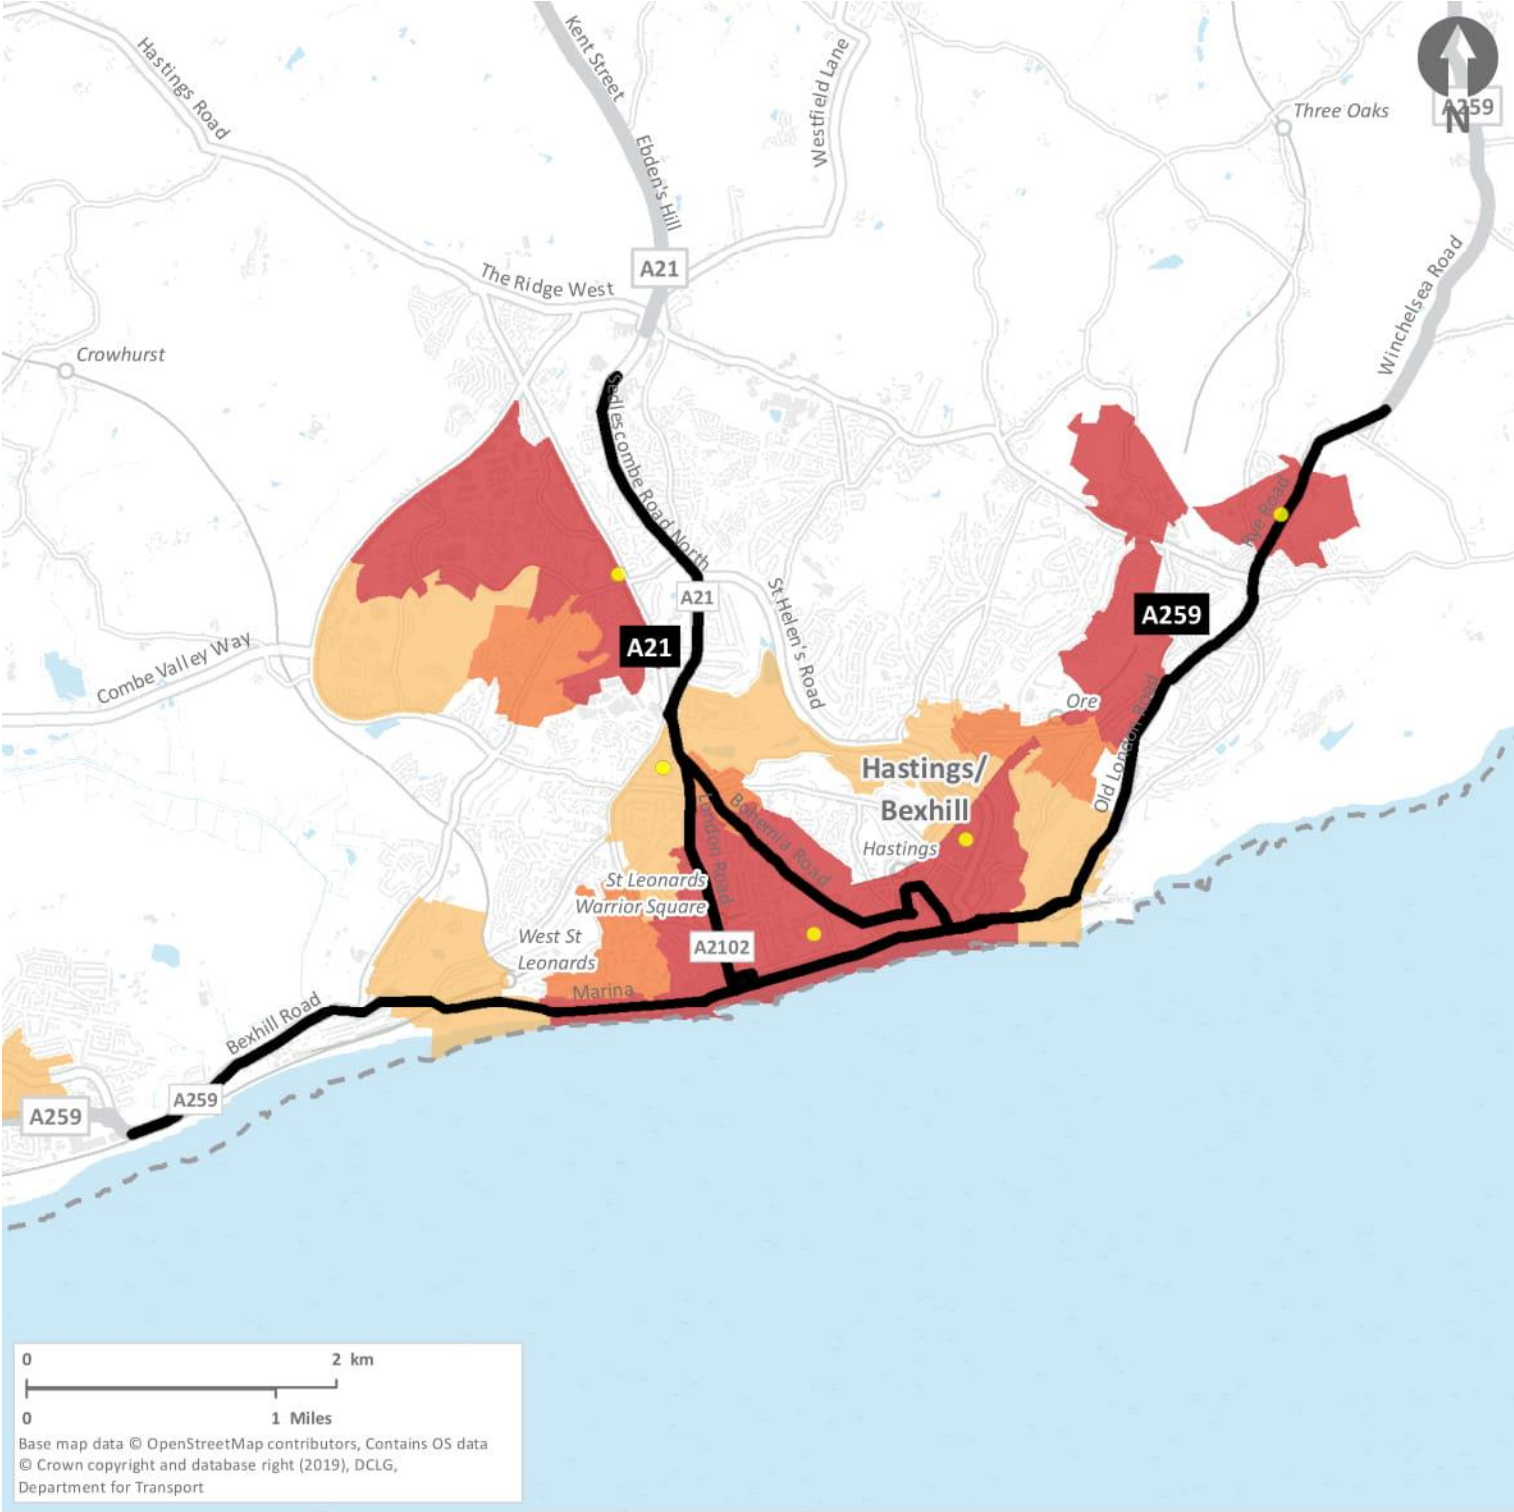 Kent Street
Hastings Road
Westfield Lane
Three Oaks
A259
N
Ebden's Hill
A21
The Ridge West
Winchelsea Road
Crowhurst
Sedlescombe Road North
Rye Road
A21
St Helen's Road
A259
A21
Combe Valley Way
Ore
Old London Road
Hastings/
Bexhill
London Road
Bohemia Road
Hastings
St Leonards
Warrior Square
West St
Leonards
A2102
Marina
Bexhill Road
A259
A259
0 2 km
0 1 Miles
Base map data © OpenStreetMap contributors, Contains OS data
© Crown copyright and database right (2019), DCLG,
Department for Transport